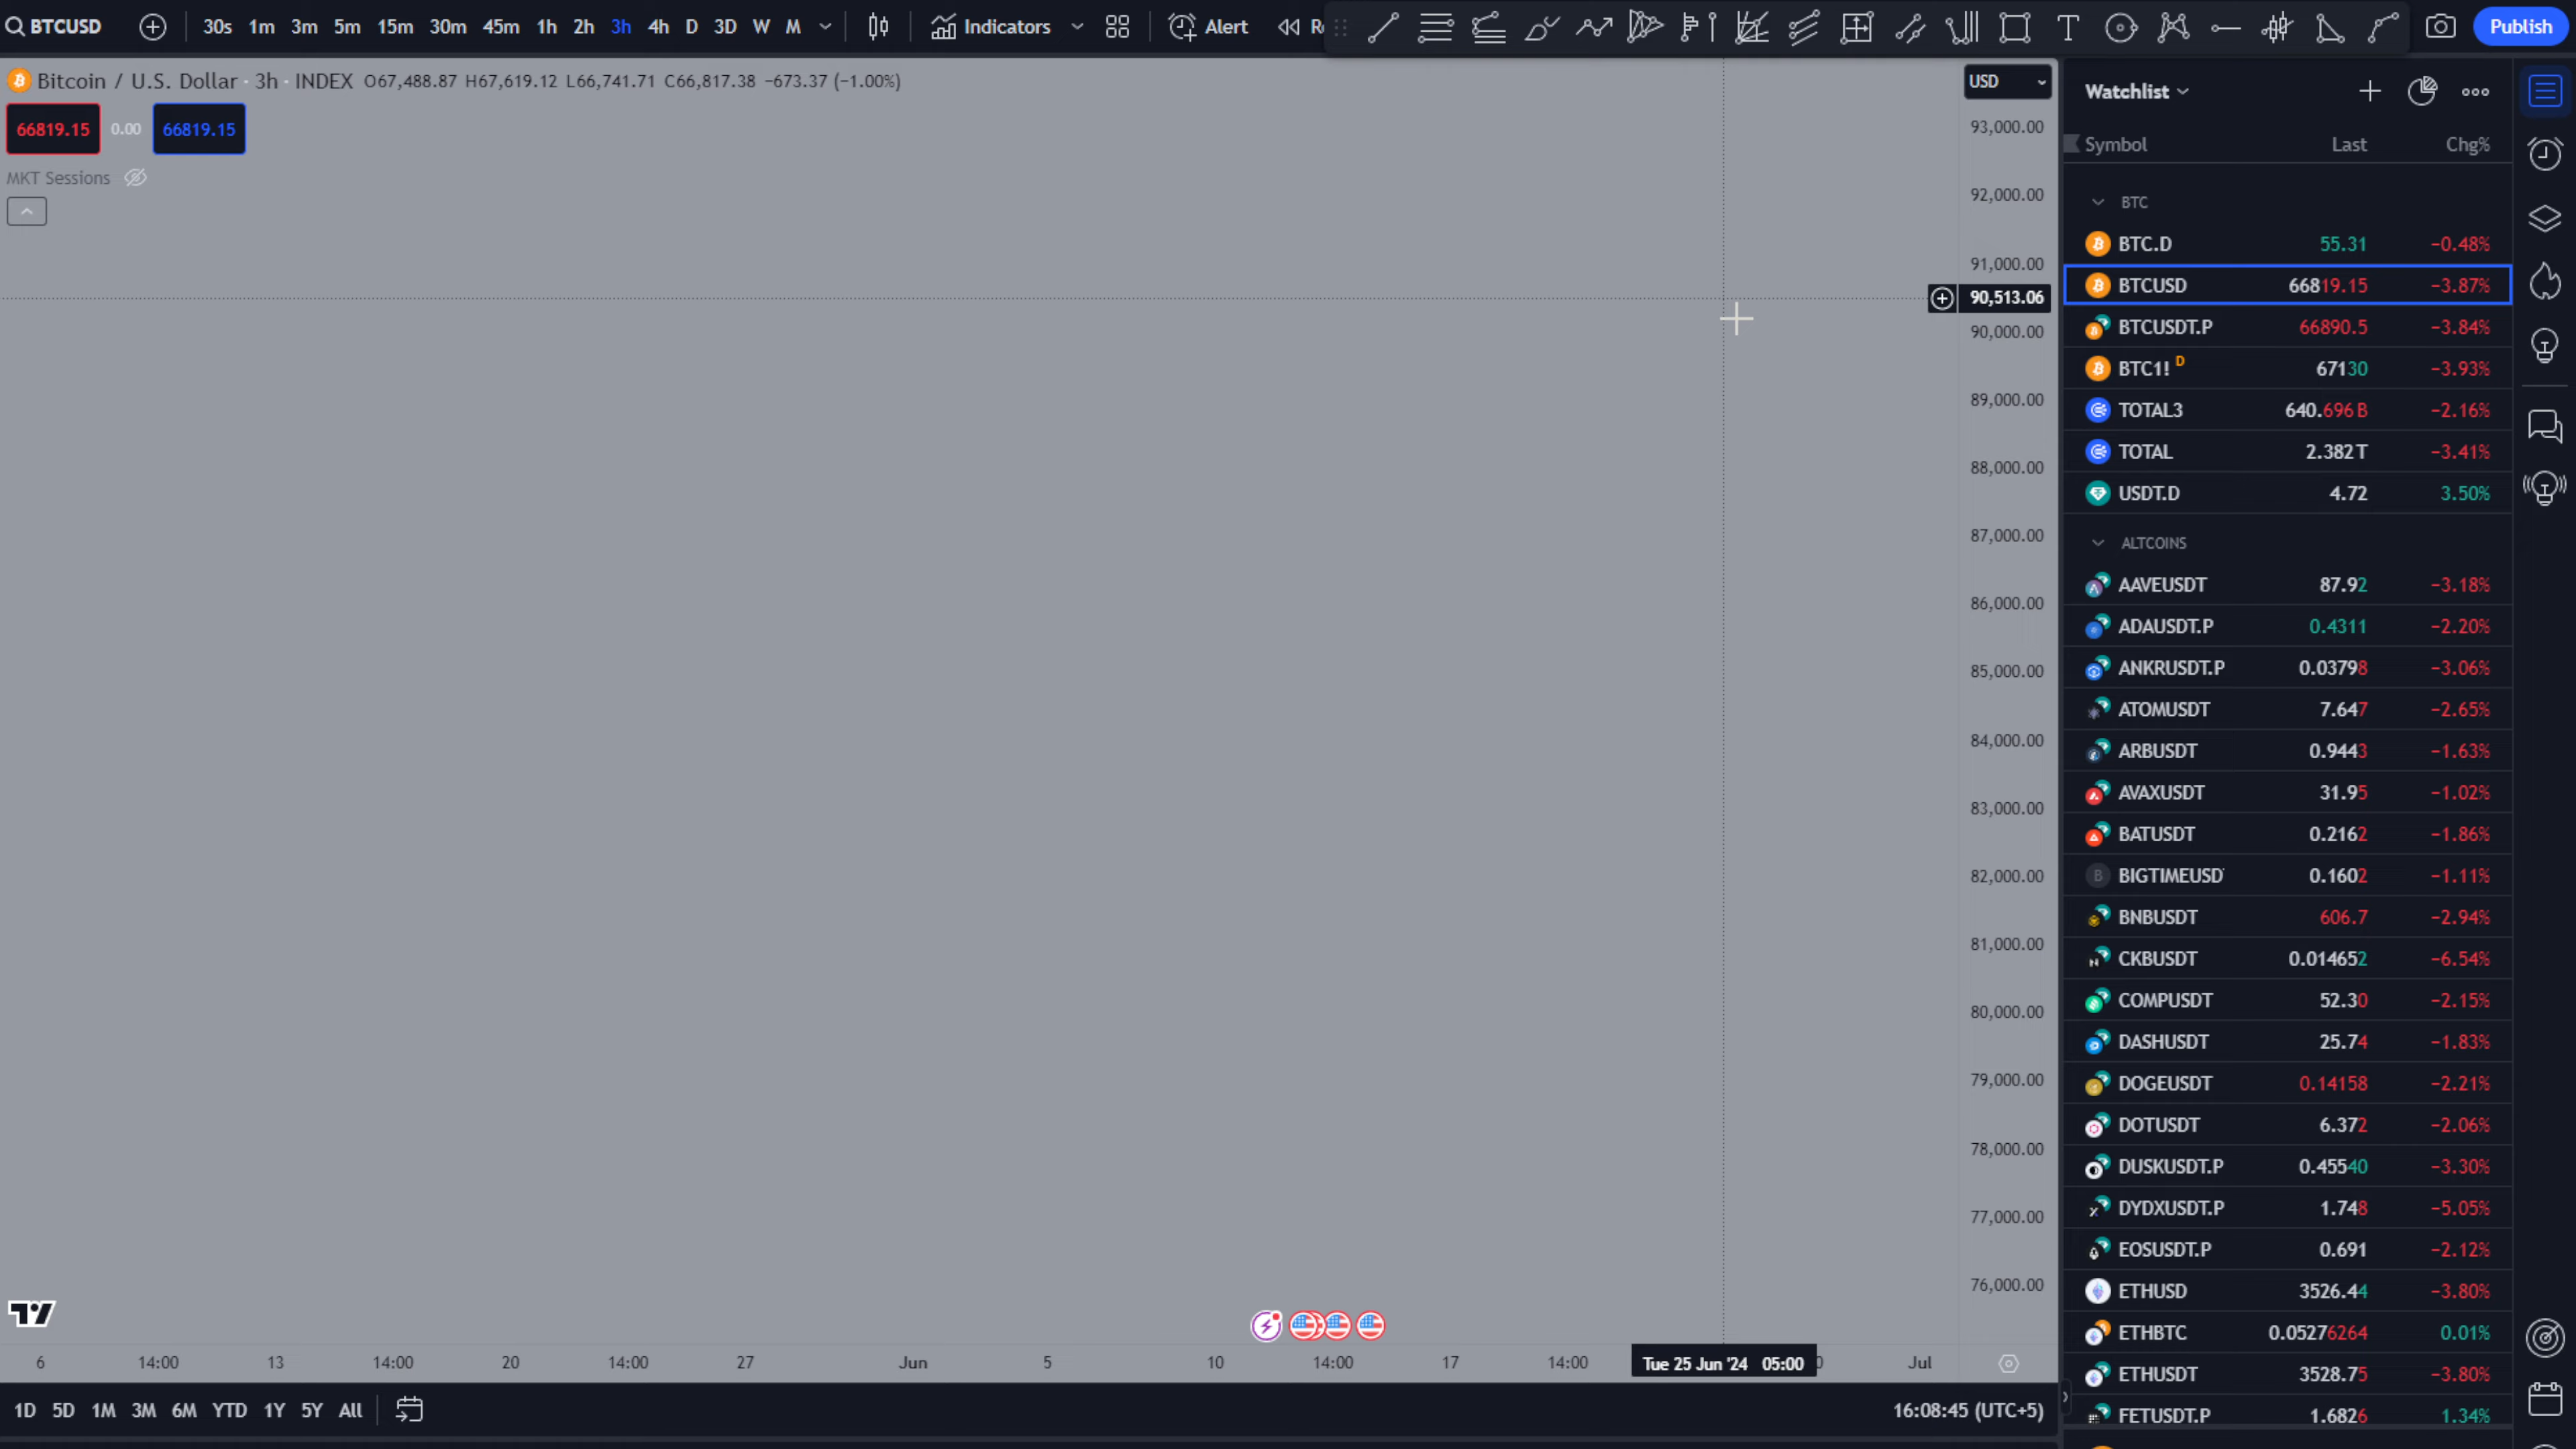 BTCUSD 30s 1m 3m 5m 15m 30m 45m 1h 2h 3h 4h D 3D W M Indicators Alert Publish
Bitcoin / U.S. Dollar · 3h · INDEX O67,488.87 H67,619.12 L66,741.71 C66,817.38 −673.37 (−1.00%)
66819.15 0.00 66819.15
MKT Sessions
USD
93,000.00
92,000.00
91,000.00
90,513.06
90,000.00
89,000.00
88,000.00
87,000.00
86,000.00
85,000.00
84,000.00
83,000.00
82,000.00
81,000.00
80,000.00
79,000.00
78,000.00
77,000.00
76,000.00
6 14:00 13 14:00 20 14:00 27 Jun 5 10 14:00 17 14:00 Tue 25 Jun '24 05:00 Jul
1D 5D 1M 3M 6M YTD 1Y 5Y All
16:08:45 (UTC+5)
Watchlist
Symbol Last Chg%
BTC
BTC.D 55.31 −0.48%
BTCUSD 66819.15 −3.87%
BTCUSDT.P 66890.5 −3.84%
BTC1! D 67130 −3.93%
TOTAL3 640.696 B −2.16%
TOTAL 2.382 T −3.41%
USDT.D 4.72 3.50%
ALTCOINS
AAVEUSDT 87.92 −3.18%
ADAUSDT.P 0.4311 −2.20%
ANKRUSDT.P 0.03798 −3.06%
ATOMUSDT 7.647 −2.65%
ARBUSDT 0.9443 −1.63%
AVAXUSDT 31.95 −1.02%
BATUSDT 0.2162 −1.86%
BIGTIMEUSD 0.1602 −1.11%
BNBUSDT 606.7 −2.94%
CKBUSDT 0.014652 −6.54%
COMPUSDT 52.30 −2.15%
DASHUSDT 25.74 −1.83%
DOGEUSDT 0.14158 −2.21%
DOTUSDT 6.372 −2.06%
DUSKUSDT.P 0.45540 −3.30%
DYDXUSDT.P 1.748 −5.05%
EOSUSDT.P 0.691 −2.12%
ETHUSD 3526.44 −3.80%
ETHBTC 0.05276264 0.01%
ETHUSDT 3528.75 −3.80%
FETUSDT.P 1.6826 1.34%